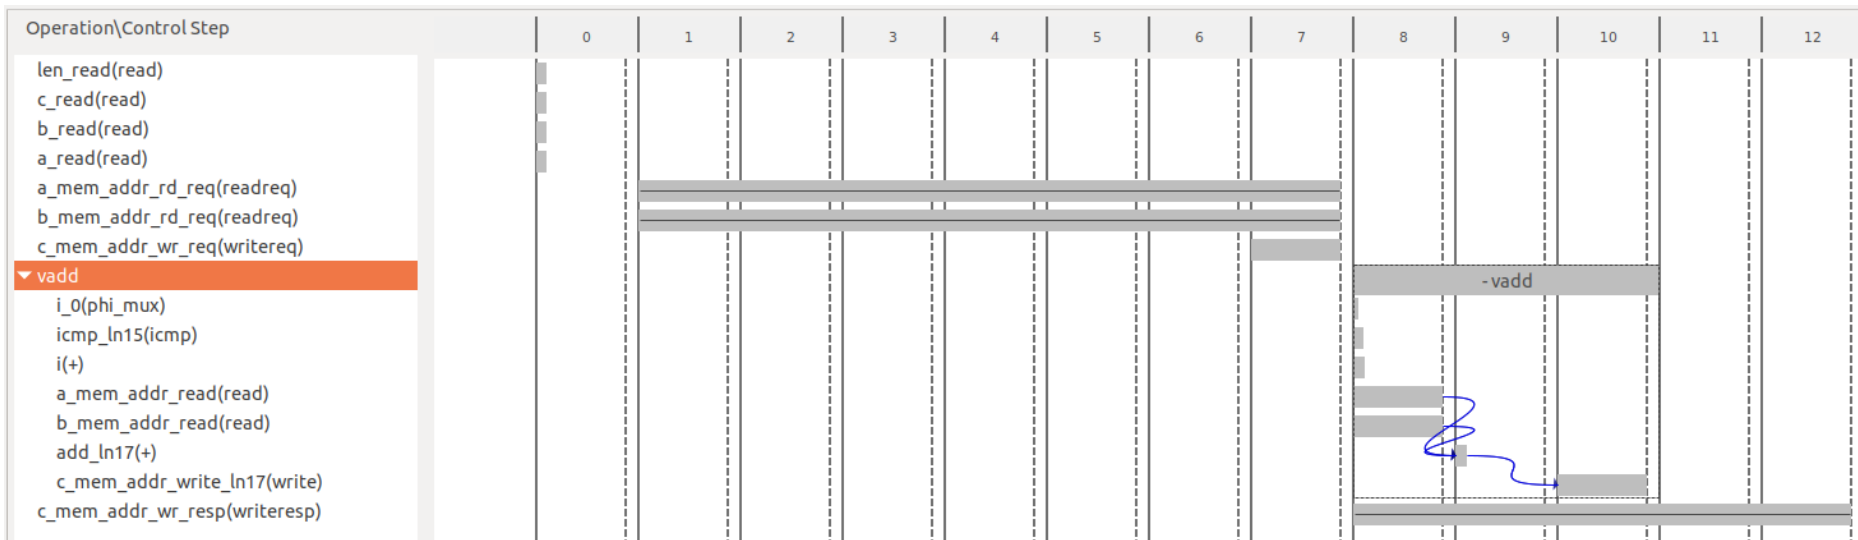 Operation\Control Step 0 1 2 3 4 5 6 7 8 9 10 11 12
len_read(read)
c_read(read)
b_read(read)
a_read(read)
a_mem_addr_rd_req(readreq)
b_mem_addr_rd_req(readreq)
c_mem_addr_wr_req(writereq)
vadd - vadd
i_0(phi_mux)
icmp_ln15(icmp)
i(+)
a_mem_addr_read(read)
b_mem_addr_read(read)
add_ln17(+)
c_mem_addr_write_ln17(write)
c_mem_addr_wr_resp(writeresp)